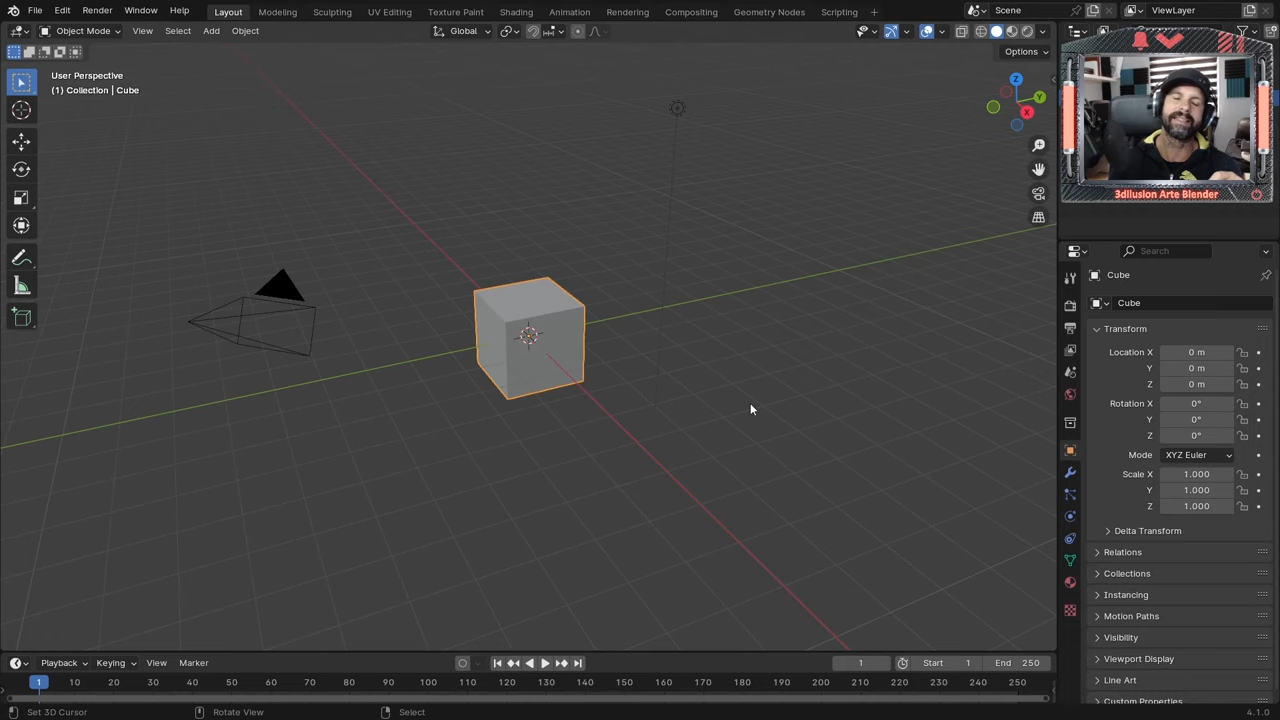 File Edit Render Window Help Layout Modeling Sculpting UV Editing Texture Paint Shading Animation Rendering Compositing Geometry Nodes Scripting + Scene ViewLayer
Object Mode View Select Add Object Global
Options
User Perspective
(1) Collection | Cube
Z
Y
X
3dilusion Arte Blender
Search
Cube
Cube
Transform
Location X 0 m
Y 0 m
Z 0 m
Rotation X 0°
Y 0°
Z 0°
Mode XYZ Euler
Scale X 1.000
Y 1.000
Z 1.000
Delta Transform
Relations
Collections
Instancing
Motion Paths
Visibility
Viewport Display
Line Art
Custom Properties
Playback Keying View Marker 1 Start 1 End 250
1 10 20 30 40 50 60 70 80 90 100 110 120 130 140 150 160 170 180 190 200 210 220 230 240 250
Set 3D Cursor Rotate View Select 4.1.0